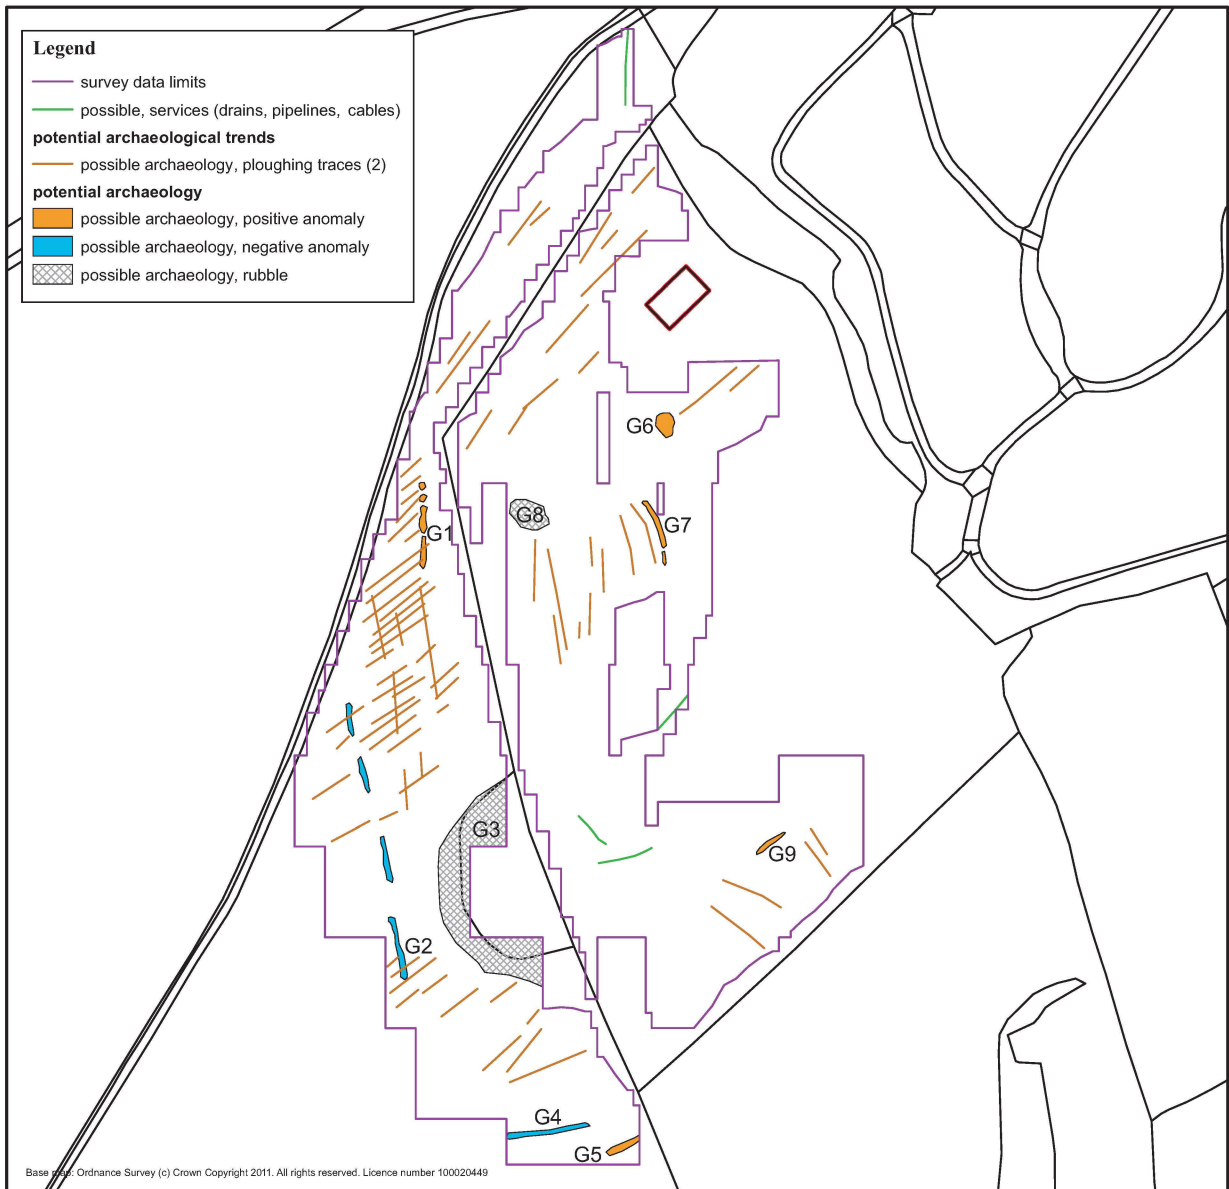 Legend
survey data limits
possible, services (drains, pipelines, cables)
potential archaeological trends
possible archaeology, ploughing traces (2)
potential archaeology
possible archaeology, positive anomaly
possible archaeology, negative anomaly
possible archaeology, rubble
G6
G8
G7
G1
G3
G9
G2
G4
G5
Base map: Ordnance Survey (c) Crown Copyright 2011. All rights reserved. Licence number 100020449